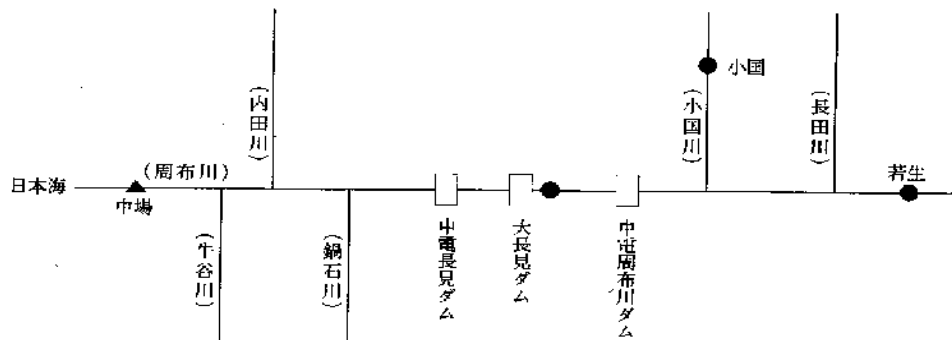 小国
(内田川)
(小国川)
(長田川)
(周布川)
日本海
中場
若生
(牛谷川)
(鍋石川)
中電長見ダム
大長見ダム
中電周布川ダム